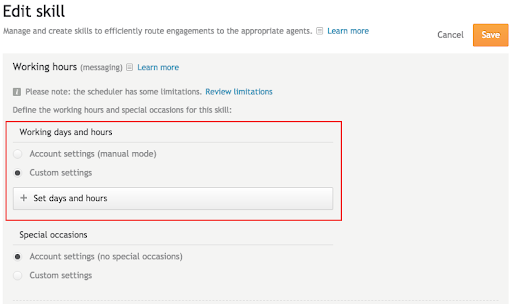 Edit skill
Manage and create skills to efficiently route engagements to the appropriate agents. Learn more
Cancel
Save
Working hours (messaging) Learn more
Please note: the scheduler has some limitations. Review limitations
Define the working hours and special occasions for this skill:
Working days and hours
Account settings (manual mode)
Custom settings
+ Set days and hours
Special occasions
Account settings (no special occasions)
Custom settings